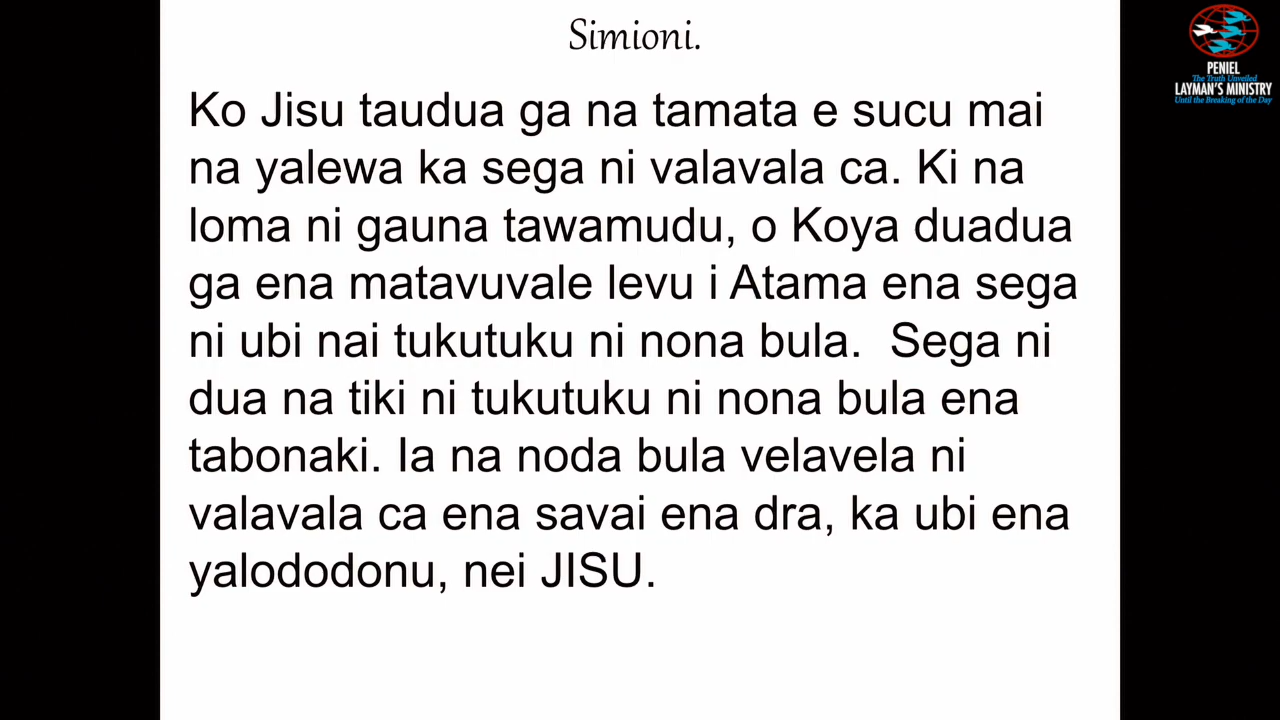 Simioni.
Ko Jisu taudua ga na tamata e sucu mai
na yalewa ka sega ni valavala ca. Ki na
loma ni gauna tawamudu, o Koya duadua
ga ena matavuvale levu i Atama ena sega
ni ubi nai tukutuku ni nona bula.  Sega ni
dua na tiki ni tukutuku ni nona bula ena
tabonaki. Ia na noda bula velavela ni
valavala ca ena savai ena dra, ka ubi ena
yalododonu, nei JISU.
PENIEL
The Truth Unveiled
LAYMAN'S MINISTRY
Until the Breaking of the Day